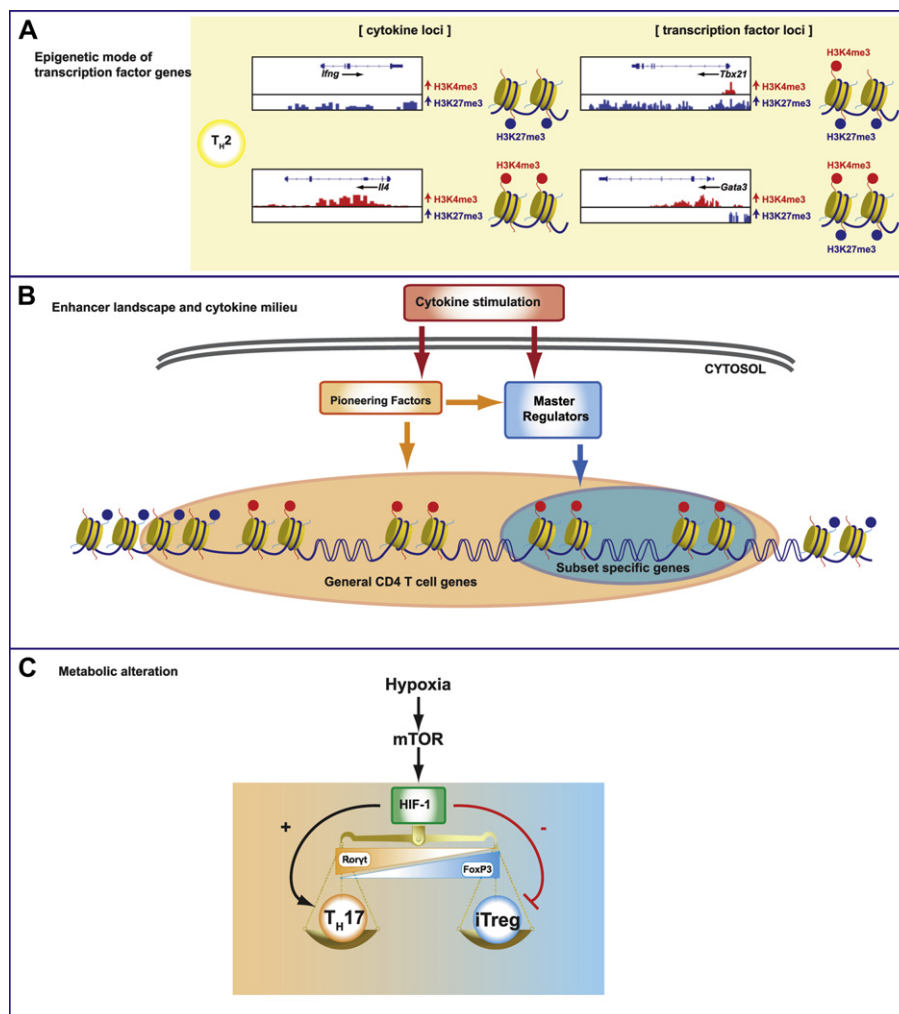 A
Epigenetic mode of
transcription factor genes
[ cytokine loci ]
[ transcription factor loci ]
Ifng
H3K4me3
H3K27me3
H3K27me3
Tbx21
H3K4me3
H3K27me3
H3K4me3
H3K27me3
TH2
Il4
H3K4me3
H3K27me3
H3K4me3
Gata3
H3K4me3
H3K27me3
H3K4me3
H3K27me3
B
Enhancer landscape and cytokine milieu
Cytokine stimulation
CYTOSOL
Pioneering Factors
Master
Regulators
General CD4 T cell genes
Subset specific genes
C
Metabolic alteration
Hypoxia
mTOR
HIF-1
+
-
Rorγt
FoxP3
TH17
iTreg